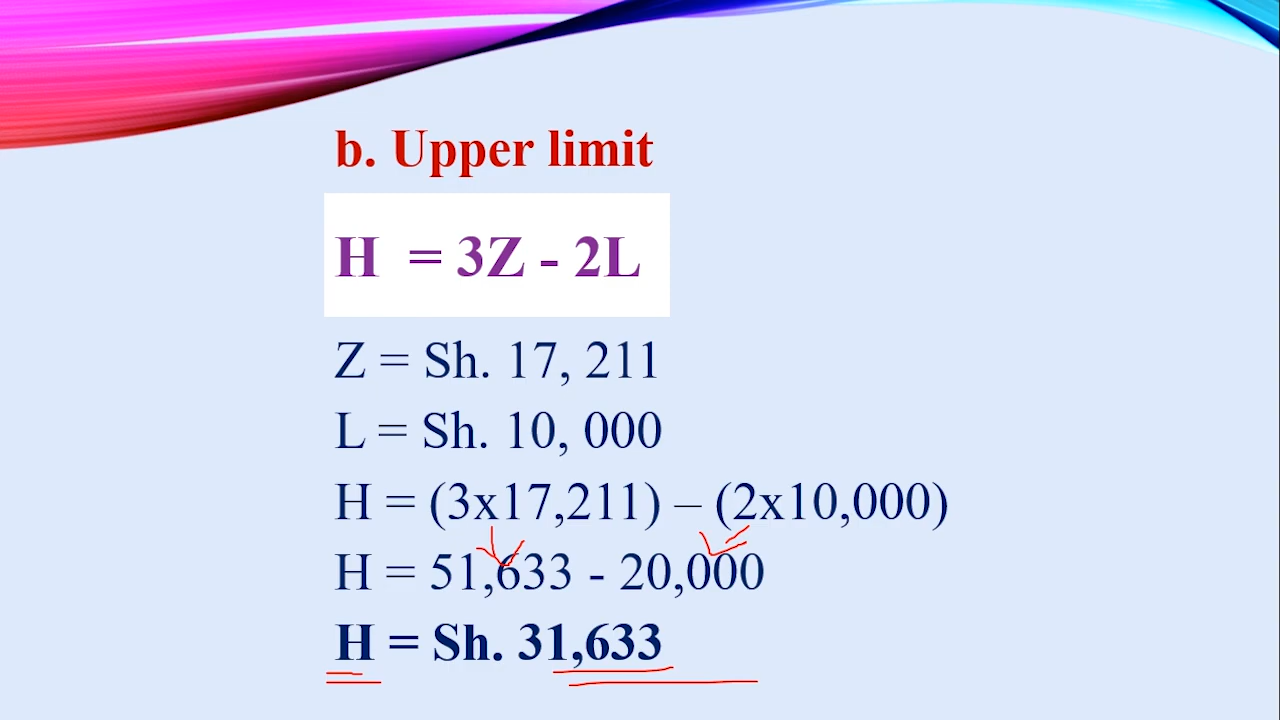 b. Upper limit
H = 3Z - 2L
Z = Sh. 17, 211
L = Sh. 10, 000
H = (3x17,211) – (2x10,000)
H = 51,633 - 20,000
H = Sh. 31,633